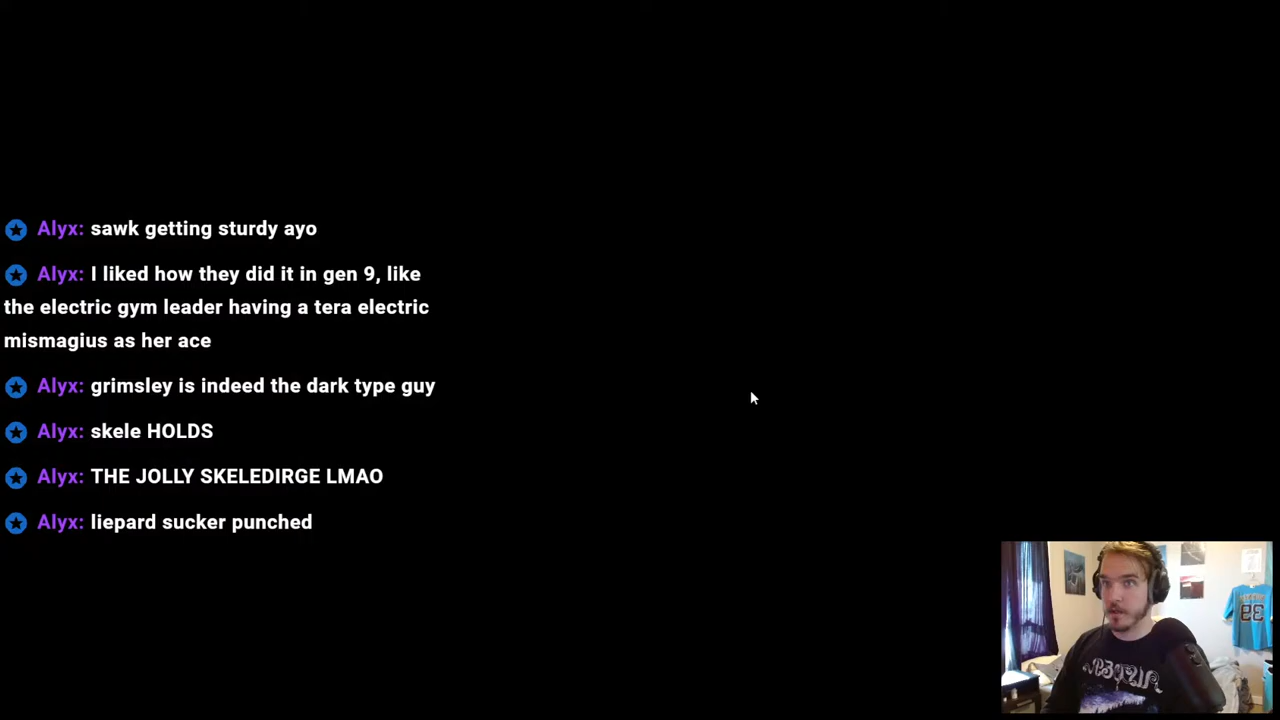 Alyx: sawk getting sturdy ayo
Alyx: I liked how they did it in gen 9, like
the electric gym leader having a tera electric
mismagius as her ace
Alyx: grimsley is indeed the dark type guy
Alyx: skele HOLDS
Alyx: THE JOLLY SKELEDIRGE LMAO
Alyx: liepard sucker punched